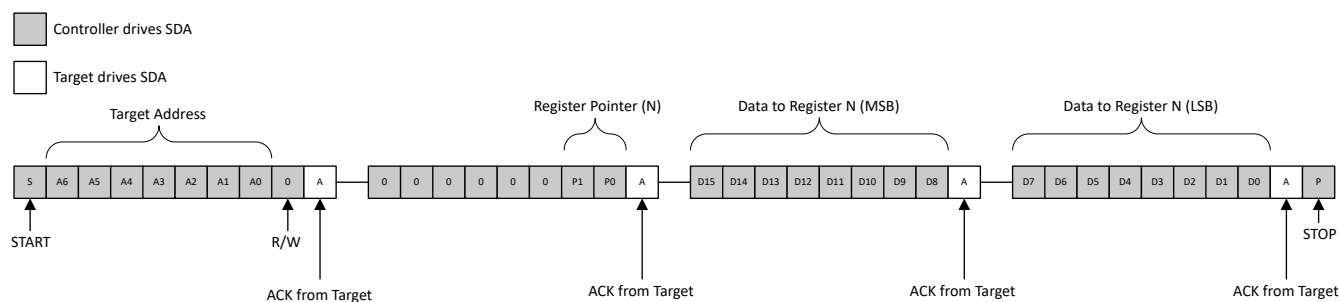 Controller drives SDA
Target drives SDA
Target Address
Register Pointer (N)
Data to Register N (MSB)
Data to Register N (LSB)
S A6 A5 A4 A3 A2 A1 A0 0 A 0 0 0 0 0 0 P1 P0 A D15 D14 D13 D12 D11 D10 D9 D8 A D7 D6 D5 D4 D3 D2 D1 D0 A P
START
R/W
STOP
ACK from Target
ACK from Target
ACK from Target
ACK from Target